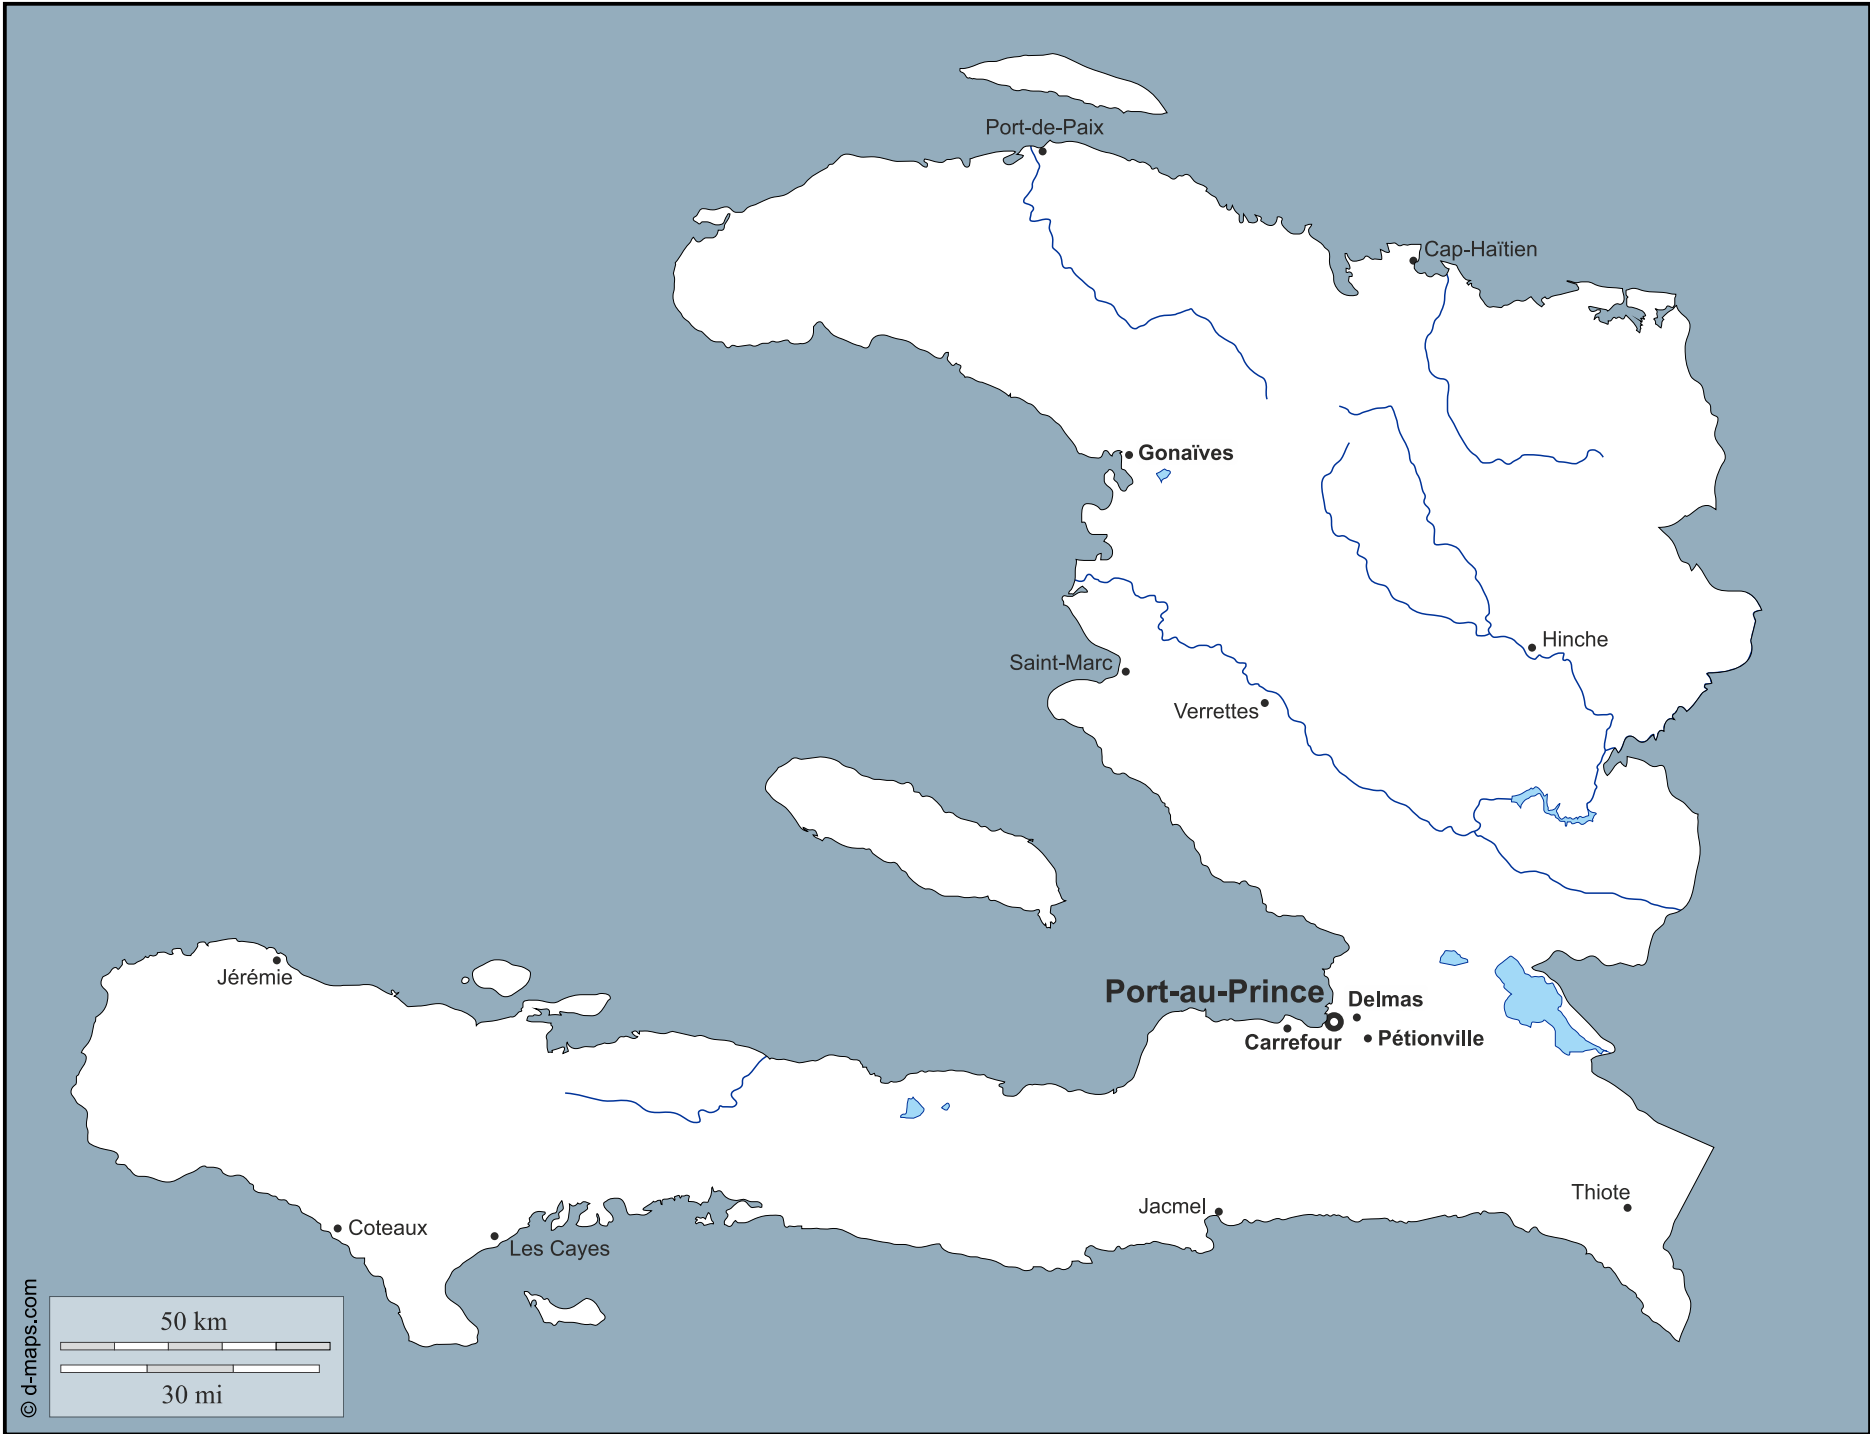 Port-de-Paix
Cap-Haïtien
Gonaïves
Hinche
Saint-Marc
Verrettes
Jérémie
Port-au-Prince
Delmas
Carrefour
Pétionville
Thiote
Jacmel
Coteaux
Les Cayes
50 km
30 mi
© d-maps.com